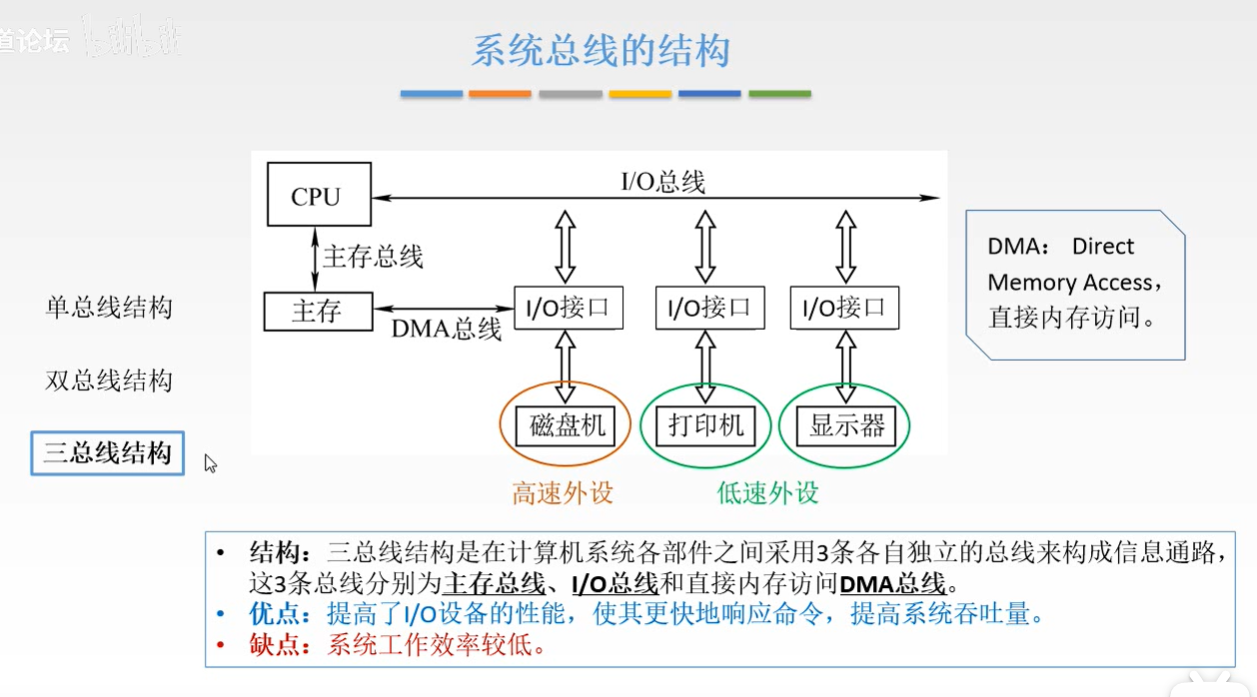 道论坛
系统总线的结构
CPU
I/O总线
主存总线
主存
DMA总线
I/O接口
I/O接口
I/O接口
磁盘机
打印机
显示器
高速外设
低速外设
DMA： Direct
Memory Access，
直接内存访问。
单总线结构
双总线结构
三总线结构
• 结构：三总线结构是在计算机系统各部件之间采用3条各自独立的总线来构成信息通路，
这3条总线分别为主存总线、I/O总线和直接内存访问DMA总线。
• 优点：提高了I/O设备的性能，使其更快地响应命令，提高系统吞吐量。
• 缺点：系统工作效率较低。